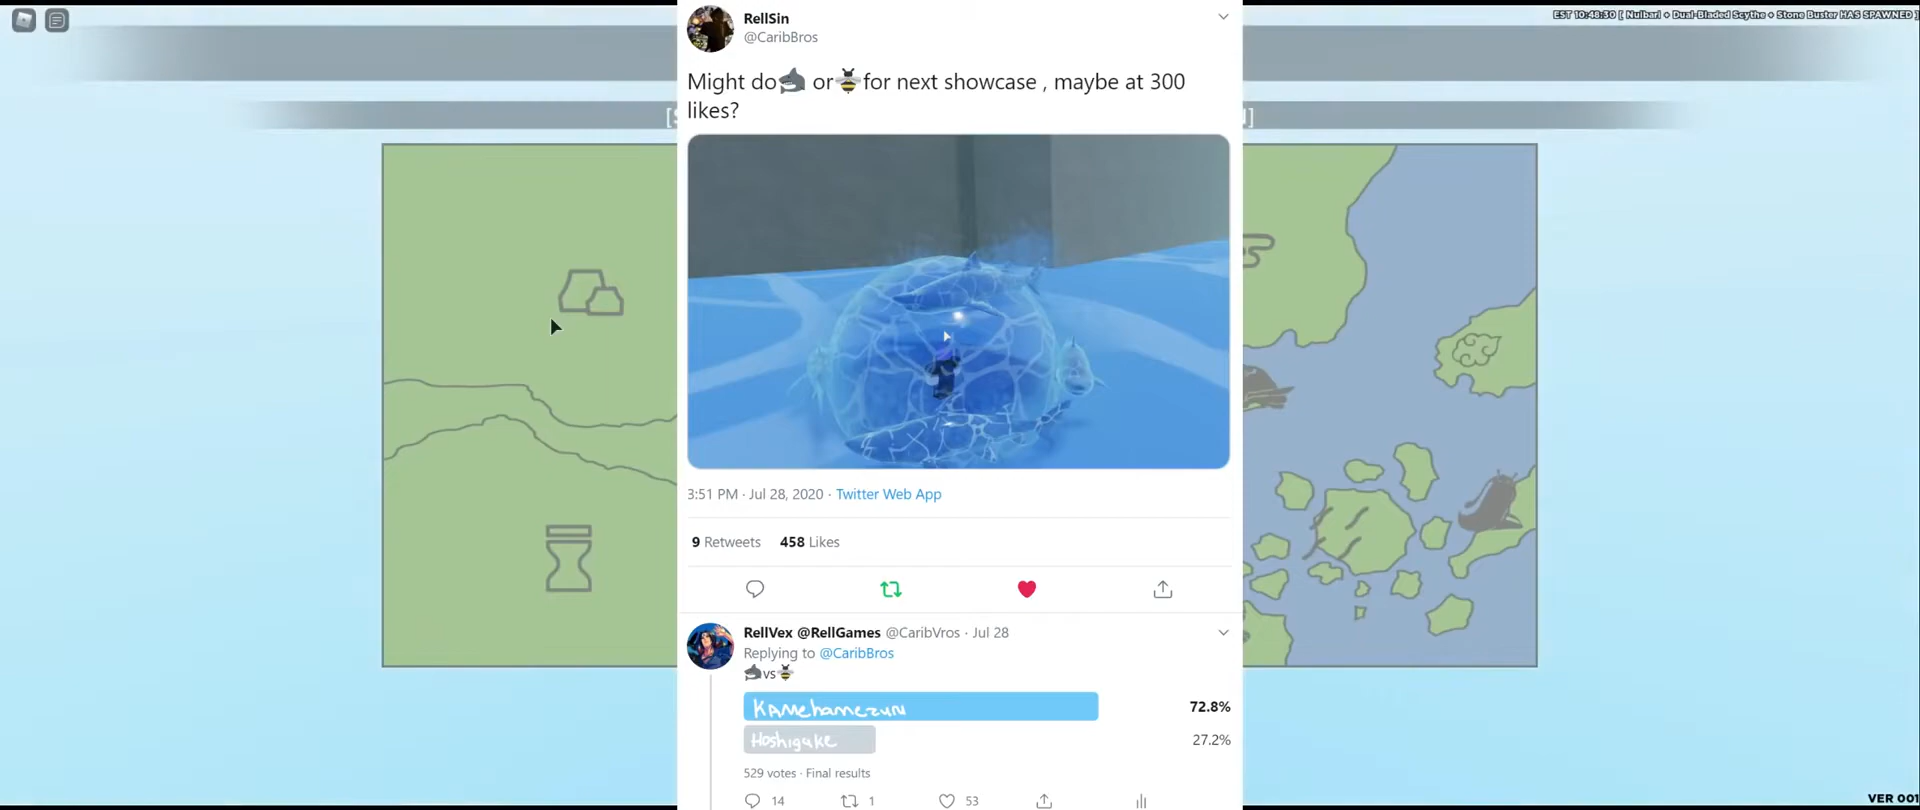 EST 10:48:30 [ Nulbari + Dual-Bladed Scythe + Stone Buster HAS SPAWNED ]
RellSin
@CaribBros
Might do🦈 or🐝for next showcase , maybe at 300
likes?
3:51 PM · Jul 28, 2020 · Twitter Web App
9 Retweets 458 Likes
RellVex @RellGames @CaribVros · Jul 28
Replying to @CaribBros
🦈vs🐝
Kamehamezuri 72.8%
Hoshigake 27.2%
529 votes · Final results
14 1 53
VER 001